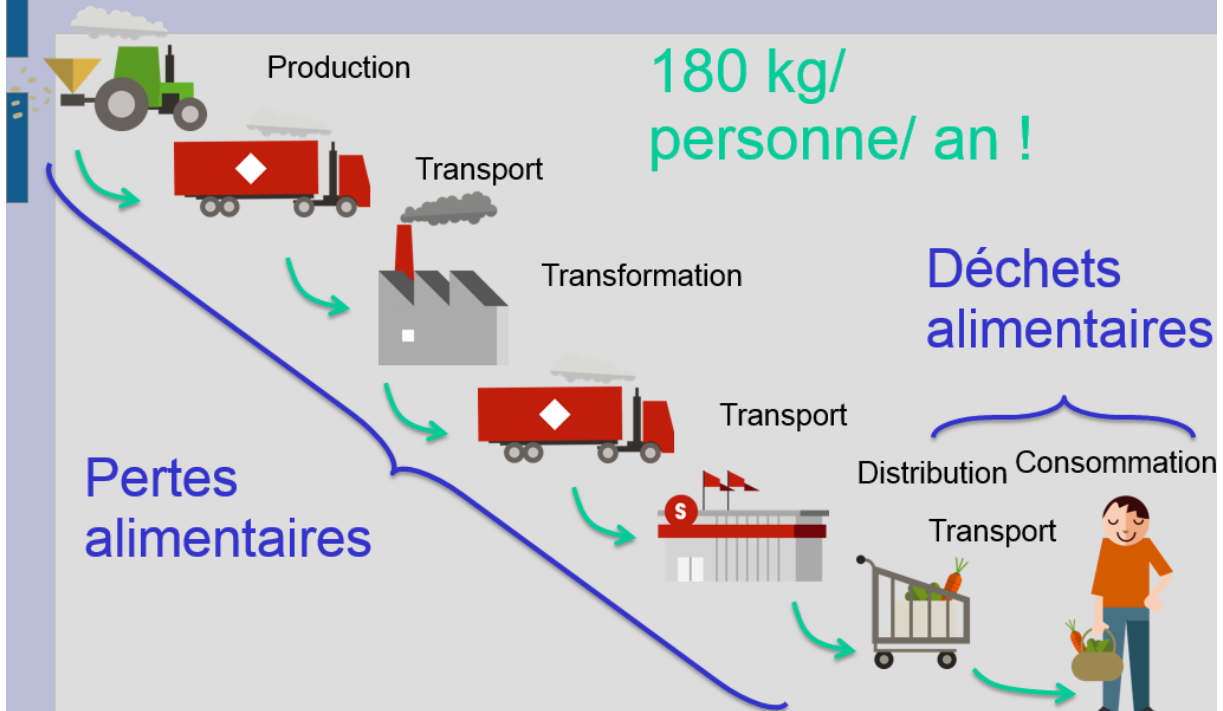 Production
180 kg/
personne/ an !
Transport
Transformation
Déchets
alimentaires
Transport
Pertes
alimentaires
Distribution
Consommation
S
Transport